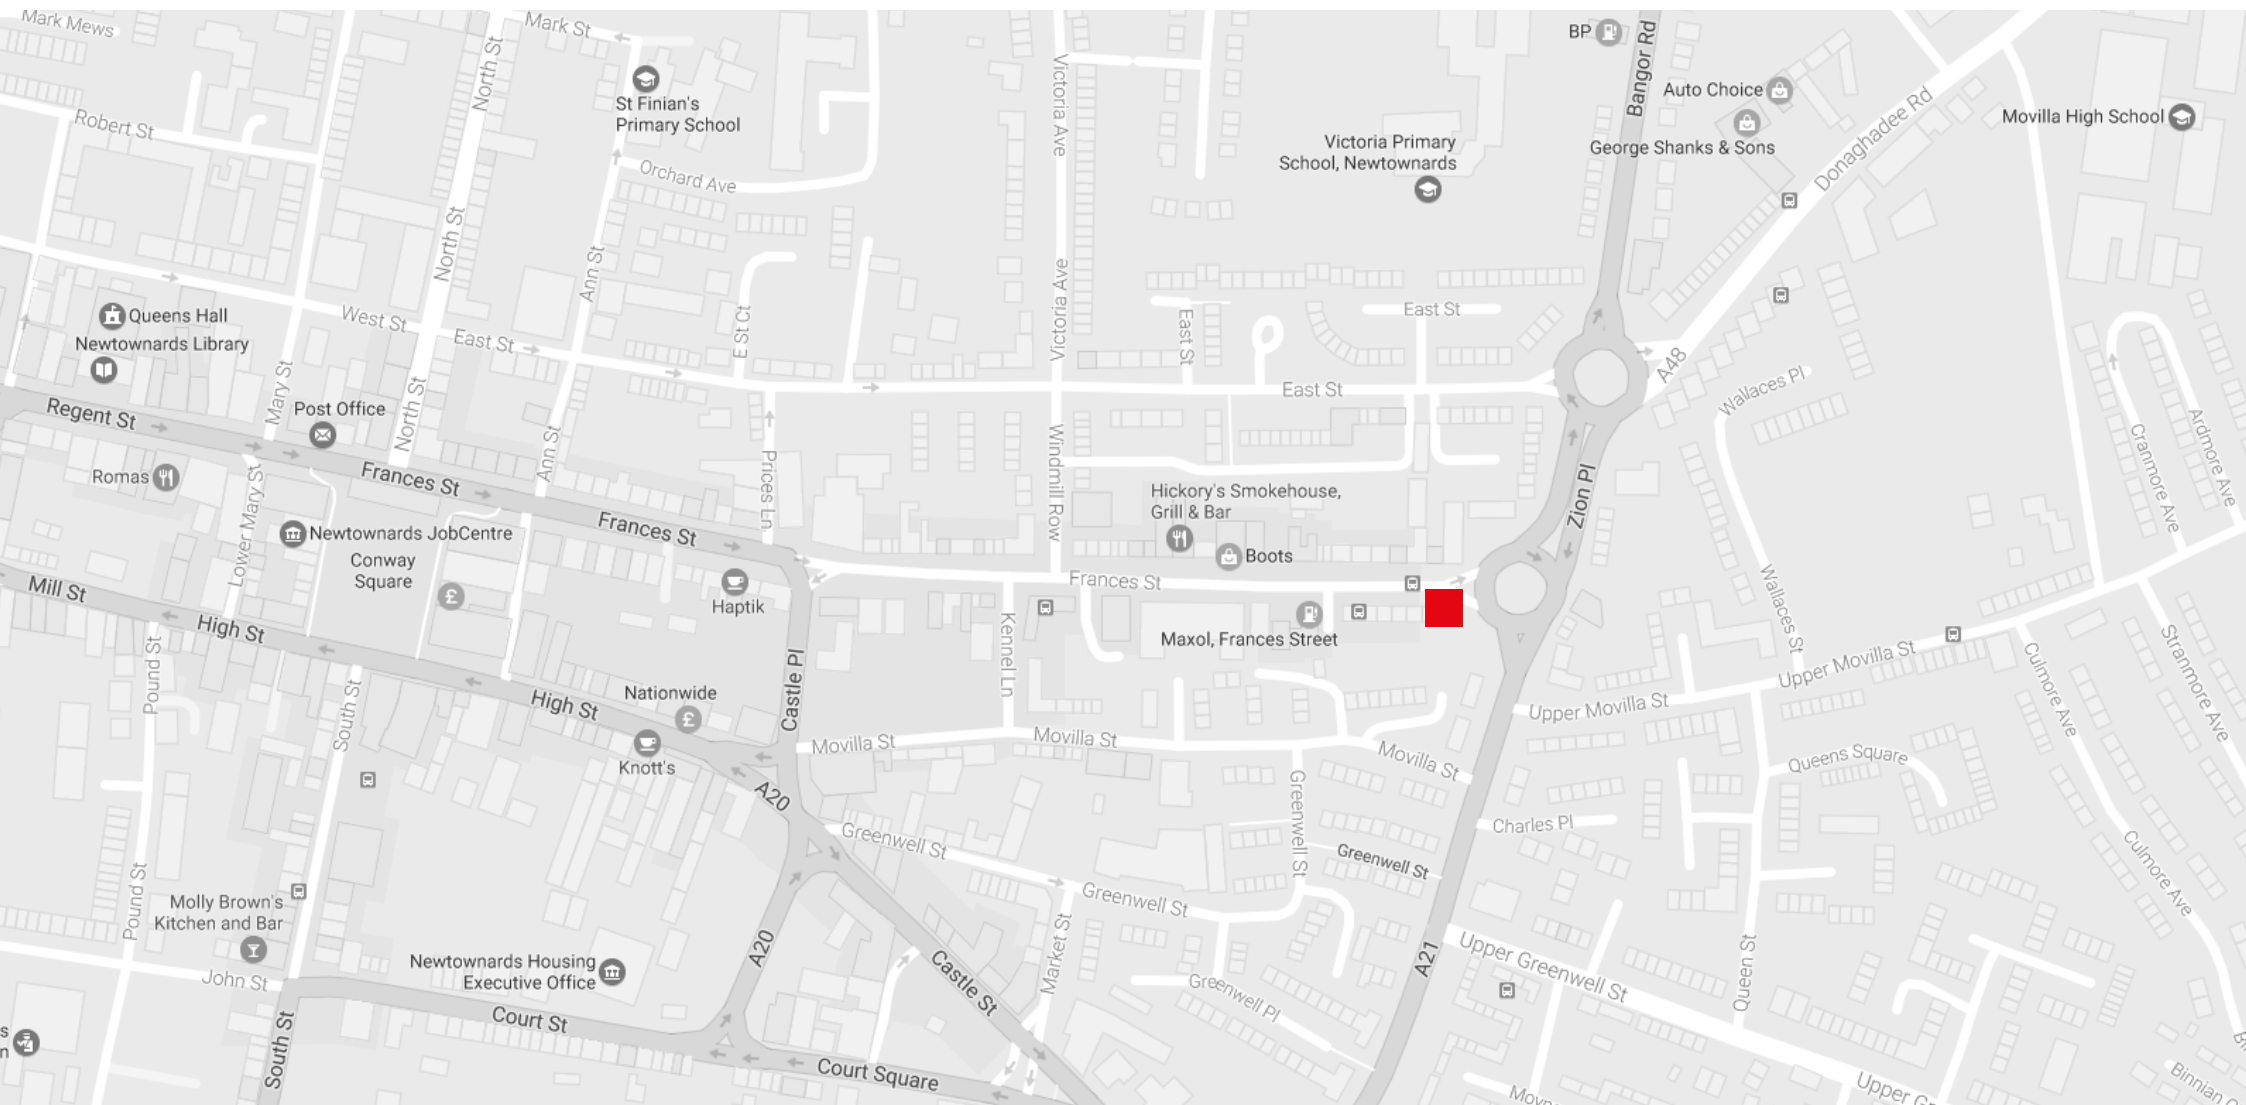 Mark Mews
Mark St
North St
Victoria Ave
BP
Bangor Rd
Auto Choice
Donaghadee Rd
Movilla High School
St Finian's
Primary School
Robert St
Orchard Ave
Victoria Primary
School, Newtownards
George Shanks & Sons
North St
Ann St
Victoria Ave
Queens Hall
Newtownards Library
West St
East St
E St Ct
East St
East St
A48
Wallaces Pl
Mary St
Regent St
Post Office
North St
East St
Ardmore Ave
Cranmore Ave
Romas
Frances St
Ann St
Prices Ln
Windmill Row
Hickory's Smokehouse,
Grill & Bar
Zion Pl
Lower Mary St
Newtownards JobCentre
Conway
Square
Frances St
Boots
Mill St
High St
Haptik
Frances St
Maxol, Frances Street
Kennel Ln
Wallaces St
Upper Movilla St
Culmore Ave
Stranmore Ave
Pound St
South St
High St
Nationwide
Castle Pl
Upper Movilla St
Knott's
Movilla St
Movilla St
Movilla St
Queens Square
A20
Greenwell St
Greenwell St
Greenwell St
Charles Pl
Culmore Ave
Pound St
Molly Brown's
Kitchen and Bar
Greenwell St
Market St
A20
A21
Upper Greenwell St
Queen St
John St
Newtownards Housing
Executive Office
Castle St
Greenwell Pl
Court St
South St
Court Square
s
n
Upper G
Binnian